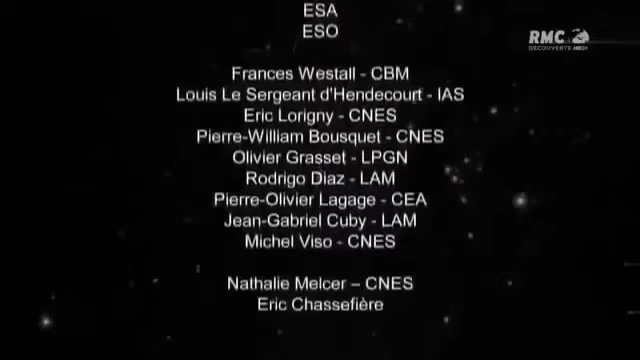 ESA
ESO
RMC
DÉCOUVERTE HD24
Frances Westall - CBM
Louis Le Sergeant d'Hendecourt - IAS
Eric Lorigny - CNES
Pierre-William Bousquet - CNES
Olivier Grasset - LPGN
Rodrigo Diaz - LAM
Pierre-Olivier Lagage - CEA
Jean-Gabriel Cuby - LAM
Michel Viso - CNES
Nathalie Melcer – CNES
Eric Chassefière